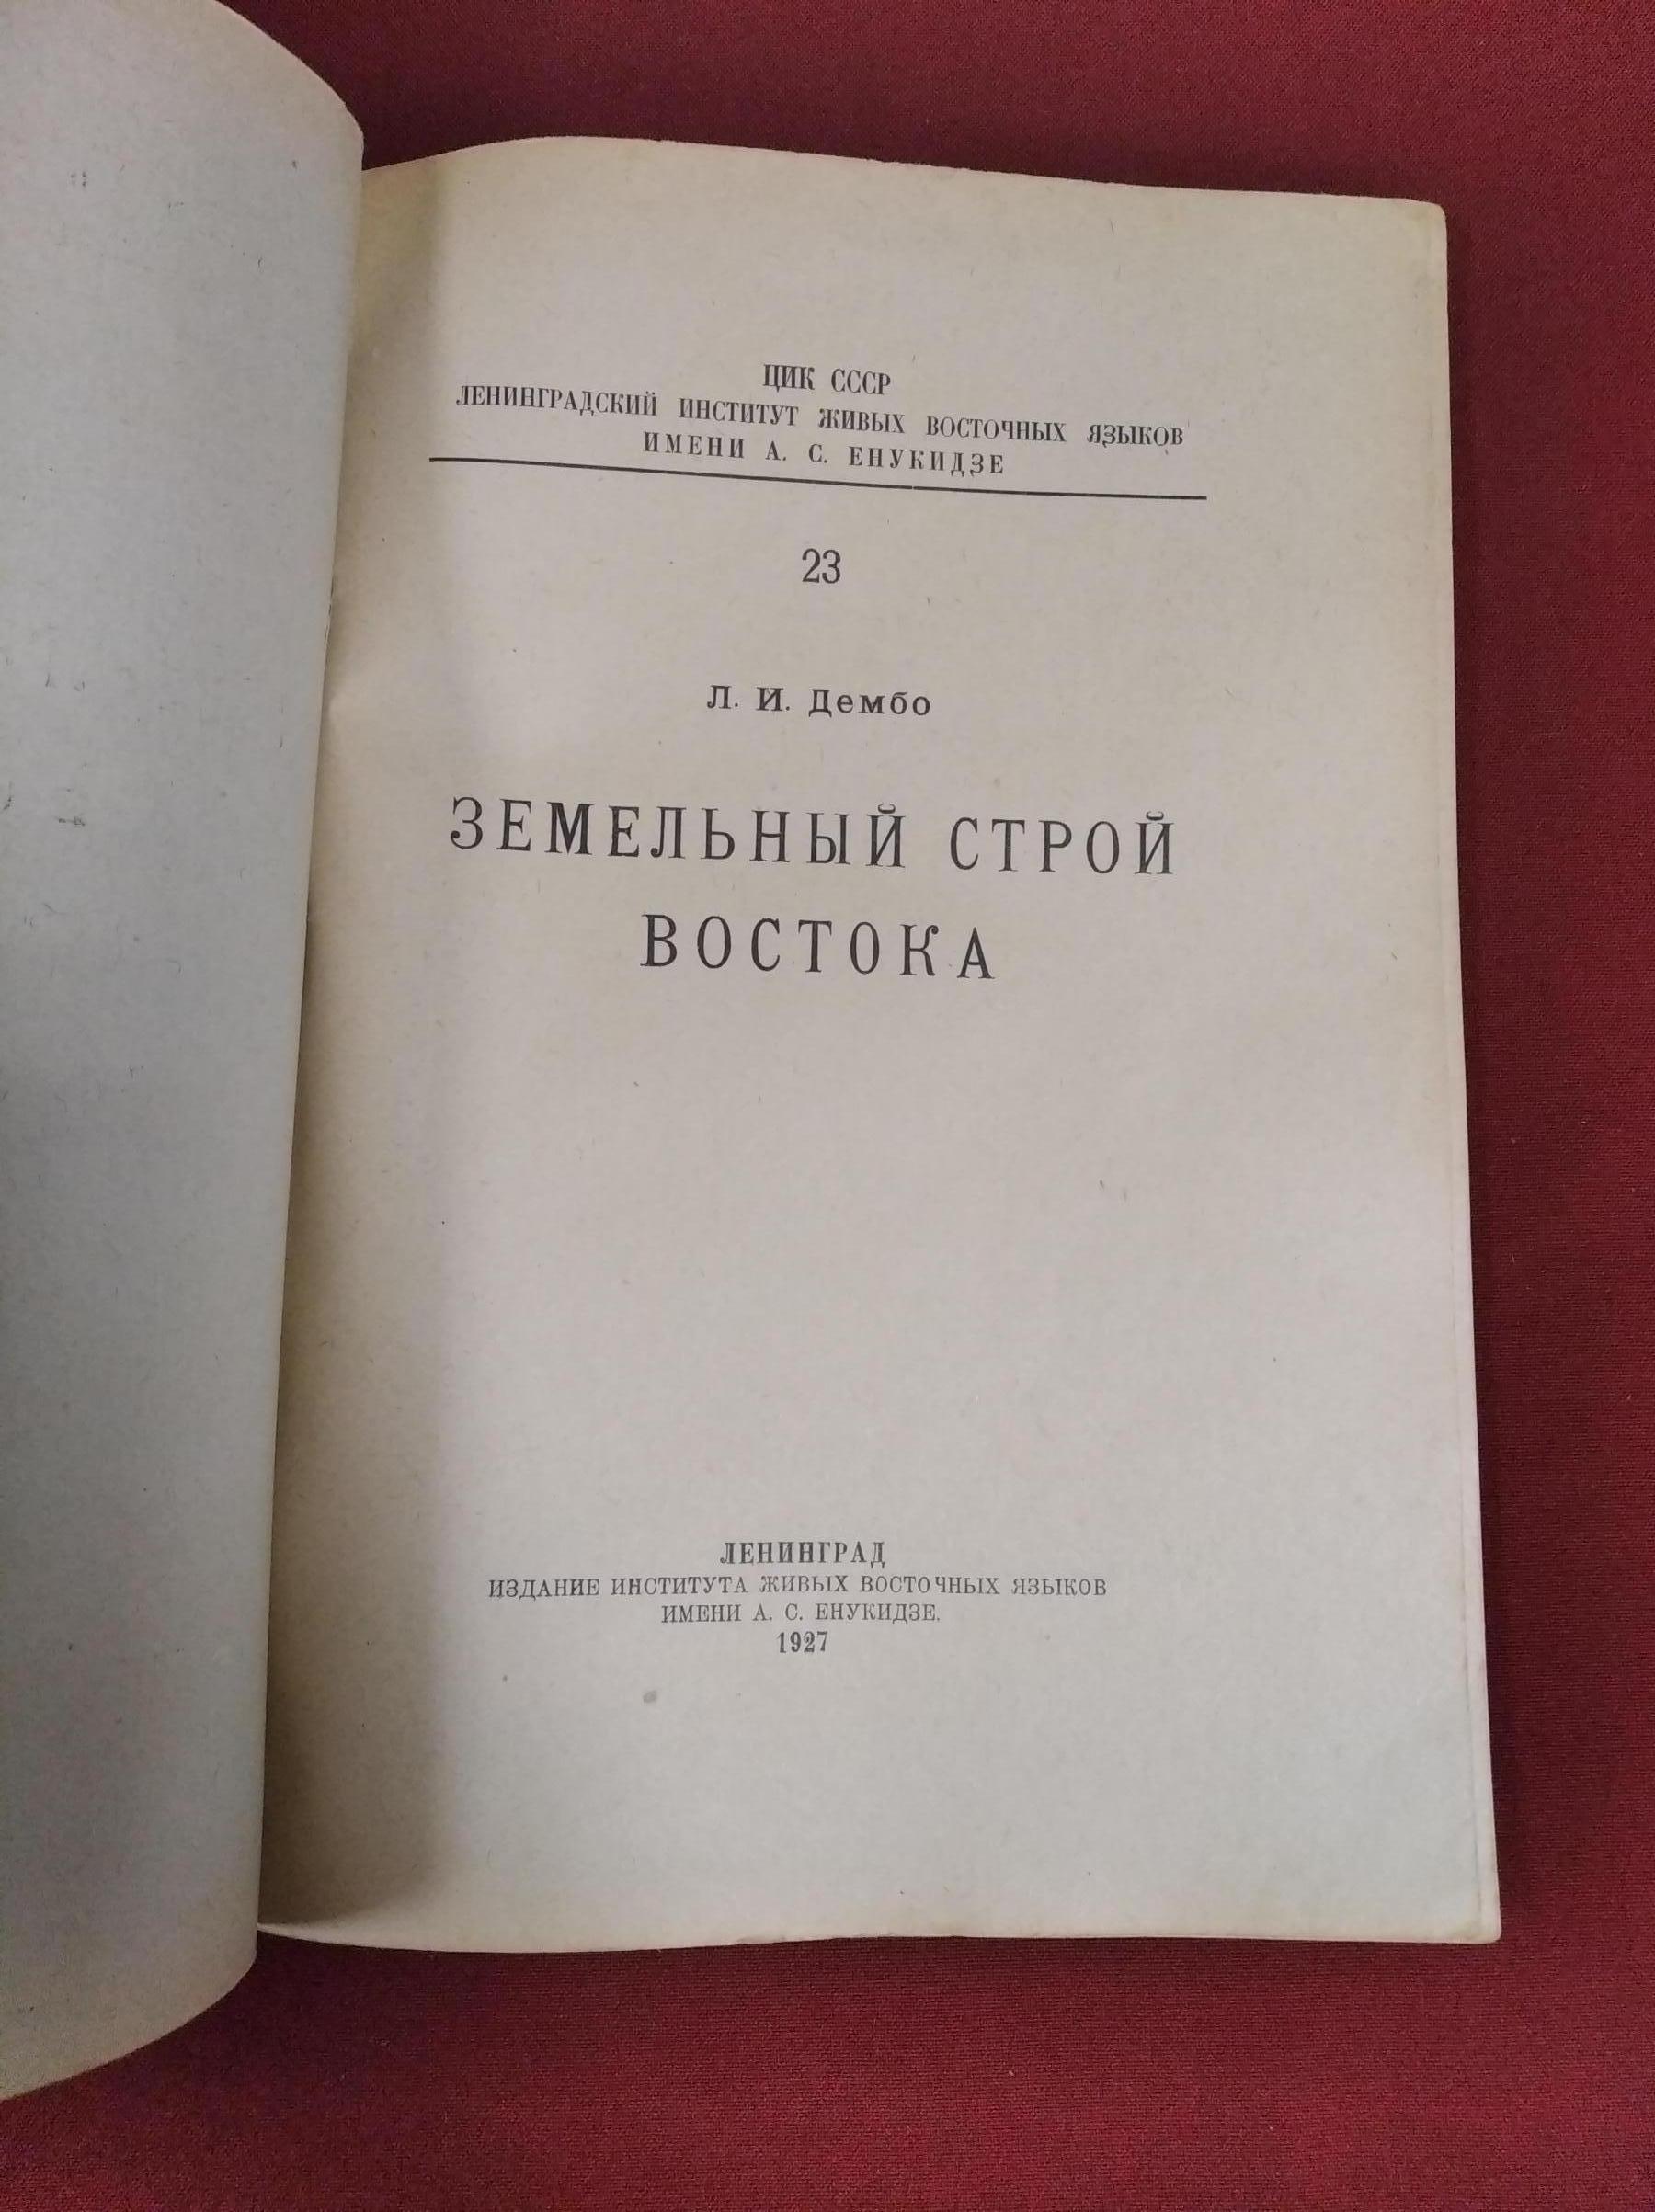 ЦИК СССР
ЛЕНИНГРАДСКИЙ ИНСТИТУТ ЖИВЫХ ВОСТОЧНЫХ ЯЗЫКОВ
ИМЕНИ А. С. ЕНУКИДЗЕ
23
Л. И. Дембо
ЗЕМЕЛЬНЫЙ СТРОЙ
ВОСТОКА
ЛЕНИНГРАД
ИЗДАНИЕ ИНСТИТУТА ЖИВЫХ ВОСТОЧНЫХ ЯЗЫКОВ
ИМЕНИ А. С. ЕНУКИДЗЕ.
1927